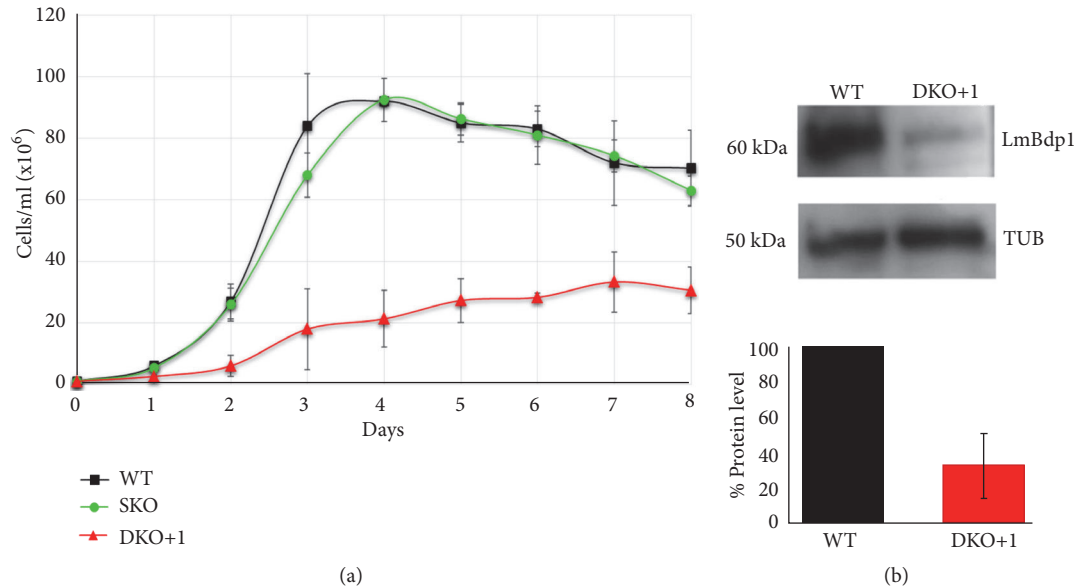 120
100
80
60
40
20
0
Cells/ml (x10⁶)
0 1 2 3 4 5 6 7 8
Days
WT
SKO
DKO+1
(a)
WT DKO+1
60 kDa LmBdp1
50 kDa TUB
100
80
60
40
20
0
% Protein level
WT DKO+1
(b)